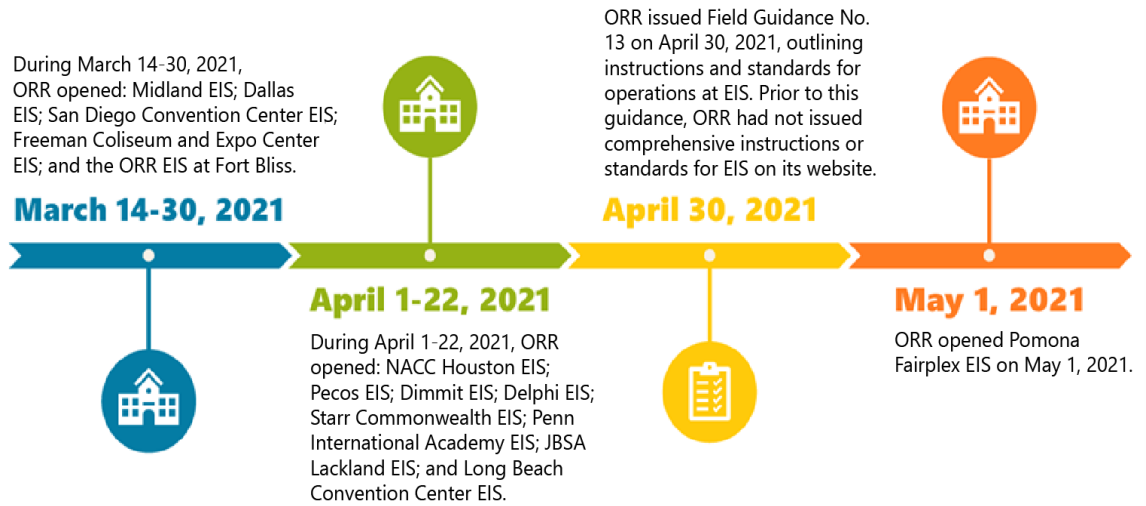 During March 14-30, 2021,
ORR opened: Midland EIS; Dallas
EIS; San Diego Convention Center EIS;
Freeman Coliseum and Expo Center
EIS; and the ORR EIS at Fort Bliss.
March 14-30, 2021
April 1-22, 2021
During April 1-22, 2021, ORR
opened: NACC Houston EIS;
Pecos EIS; Dimmit EIS; Delphi EIS;
Starr Commonwealth EIS; Penn
International Academy EIS; JBSA
Lackland EIS; and Long Beach
Convention Center EIS.
ORR issued Field Guidance No.
13 on April 30, 2021, outlining
instructions and standards for
operations at EIS. Prior to this
guidance, ORR had not issued
comprehensive instructions or
standards for EIS on its website.
April 30, 2021
May 1, 2021
ORR opened Pomona
Fairplex EIS on May 1, 2021.